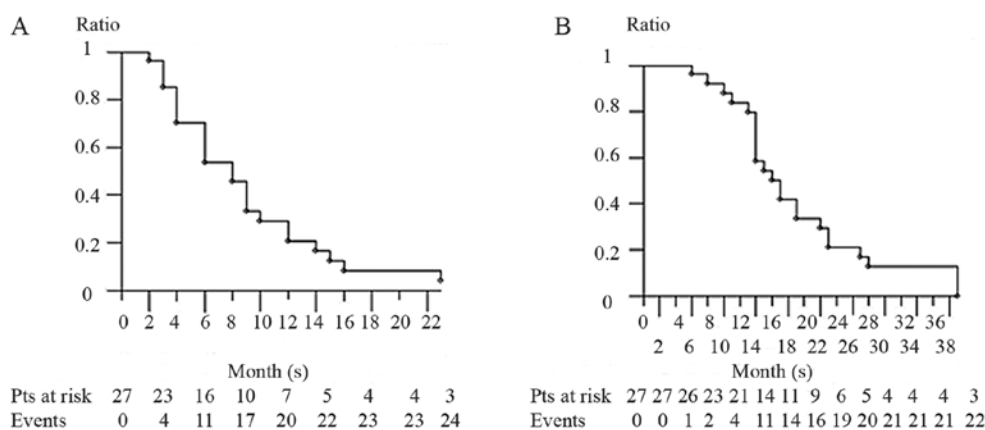 A
Ratio
1
0.8
0.6
0.4
0.2
0
0 2 4 6 8 10 12 14 16 18 20 22
Month (s)
Pts at risk 27 23 16 10 7 5 4 4 3
Events 0 4 11 17 20 22 23 23 24
B
Ratio
1
0.8
0.6
0.4
0.2
0
0 4 8 12 16 20 24 28 32 36
2 6 10 14 18 22 26 30 34 38
Month (s)
Pts at risk 27 27 26 23 21 14 11 9 6 5 4 4 4 3
Events 0 0 1 2 4 11 14 16 19 20 21 21 21 22